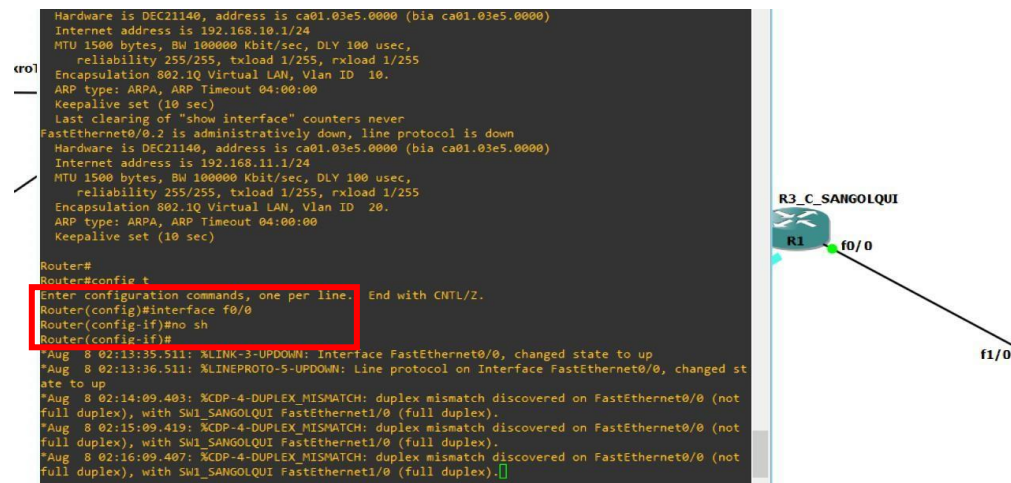 Hardware is DEC21140, address is ca01.03e5.0000 (bia ca01.03e5.0000)
Internet address is 192.168.10.1/24
MTU 1500 bytes, BW 100000 Kbit/sec, DLY 100 usec,
reliability 255/255, txload 1/255, rxload 1/255
Encapsulation 802.1Q Virtual LAN, Vlan ID  10.
ARP type: ARPA, ARP Timeout 04:00:00
Keepalive set (10 sec)
Last clearing of "show interface" counters never
FastEthernet0/0.2 is administratively down, line protocol is down
Hardware is DEC21140, address is ca01.03e5.0000 (bia ca01.03e5.0000)
Internet address is 192.168.11.1/24
MTU 1500 bytes, BW 100000 Kbit/sec, DLY 100 usec,
reliability 255/255, txload 1/255, rxload 1/255
Encapsulation 802.1Q Virtual LAN, Vlan ID  20.
ARP type: ARPA, ARP Timeout 04:00:00
Keepalive set (10 sec)
Router#
Router#config t
Enter configuration commands, one per line.  End with CNTL/Z.
Router(config)#interface f0/0
Router(config-if)#no sh
Router(config-if)#
*Aug  8 02:13:35.511: %LINK-3-UPDOWN: Interface FastEthernet0/0, changed state to up
*Aug  8 02:13:36.511: %LINEPROTO-5-UPDOWN: Line protocol on Interface FastEthernet0/0, changed st
ate to up
*Aug  8 02:14:09.403: %CDP-4-DUPLEX_MISMATCH: duplex mismatch discovered on FastEthernet0/0 (not
full duplex), with SW1_SANGOLQUI FastEthernet1/0 (full duplex).
*Aug  8 02:15:09.419: %CDP-4-DUPLEX_MISMATCH: duplex mismatch discovered on FastEthernet0/0 (not
full duplex), with SW1_SANGOLQUI FastEthernet1/0 (full duplex).
*Aug  8 02:16:09.407: %CDP-4-DUPLEX_MISMATCH: duplex mismatch discovered on FastEthernet0/0 (not
full duplex), with SW1_SANGOLQUI FastEthernet1/0 (full duplex).
R3_C_SANGOLQUI
R1
f0/0
f1/0